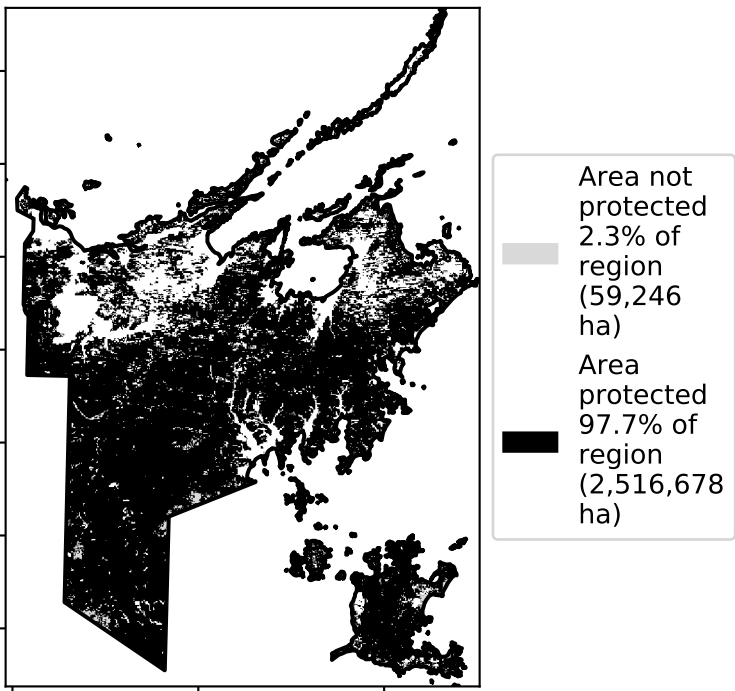 Area not
protected
2.3% of
region
(59,246
ha)
Area
protected
97.7% of
region
(2,516,678
ha)